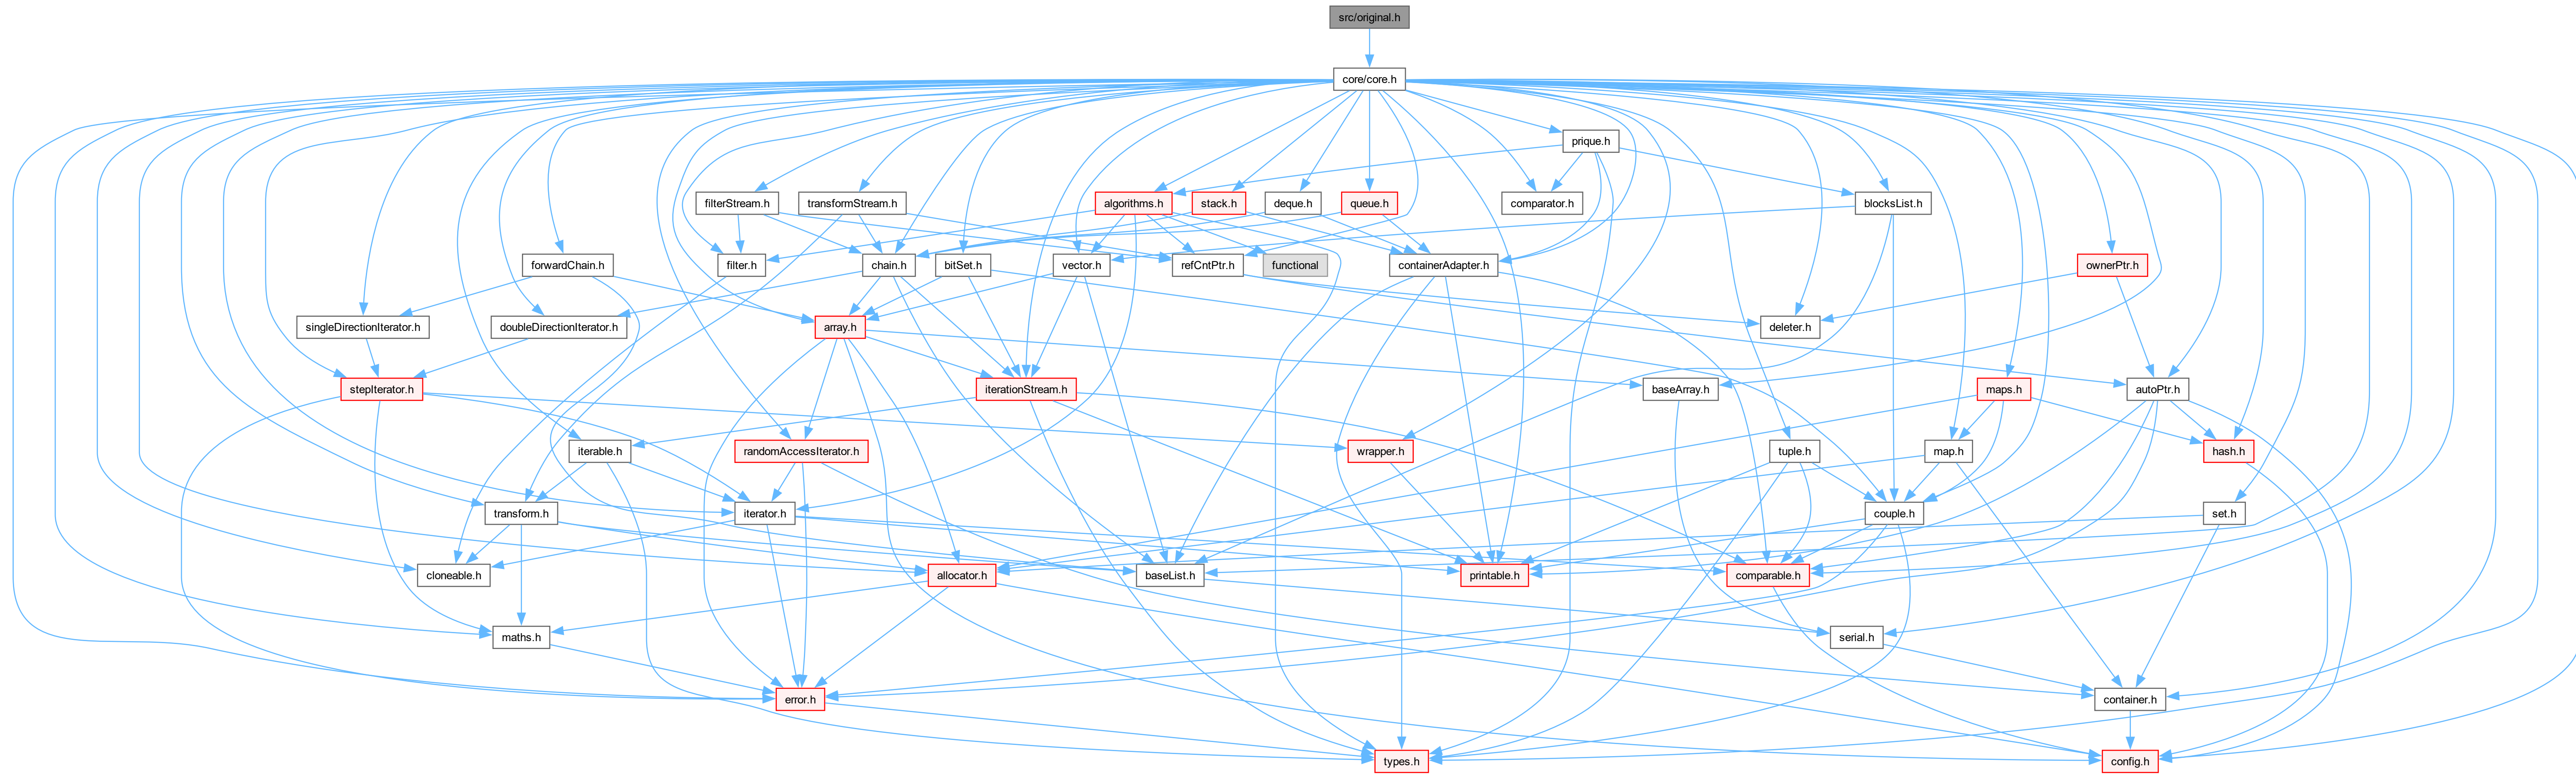 src/original.h
core/core.h
prique.h
filterStream.h
transformStream.h
algorithms.h
stack.h
deque.h
queue.h
comparator.h
blocksList.h
forwardChain.h
filter.h
chain.h
bitSet.h
vector.h
refCntPtr.h
functional
containerAdapter.h
ownerPtr.h
singleDirectionIterator.h
doubleDirectionIterator.h
array.h
deleter.h
stepIterator.h
iterationStream.h
baseArray.h
maps.h
autoPtr.h
iterable.h
randomAccessIterator.h
wrapper.h
tuple.h
map.h
hash.h
transform.h
iterator.h
couple.h
set.h
cloneable.h
allocator.h
baseList.h
printable.h
comparable.h
maths.h
serial.h
error.h
container.h
types.h
config.h